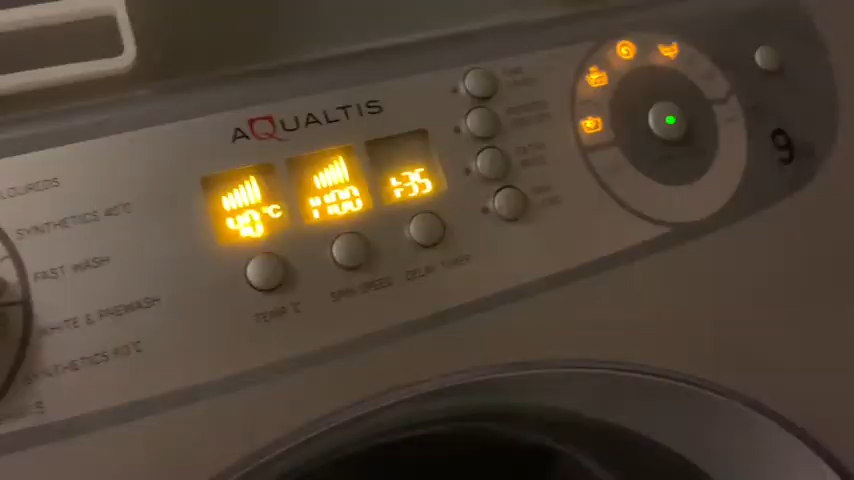 AQUALTIS
40°C
1400
1:35
TEMP °C
SPIN SPEED
DELAY TIMER
9
LOUREDS
SYNTHETICS 40°C
FAST WASH
WHITE & PREWASH
SYNTHETICS 60°C